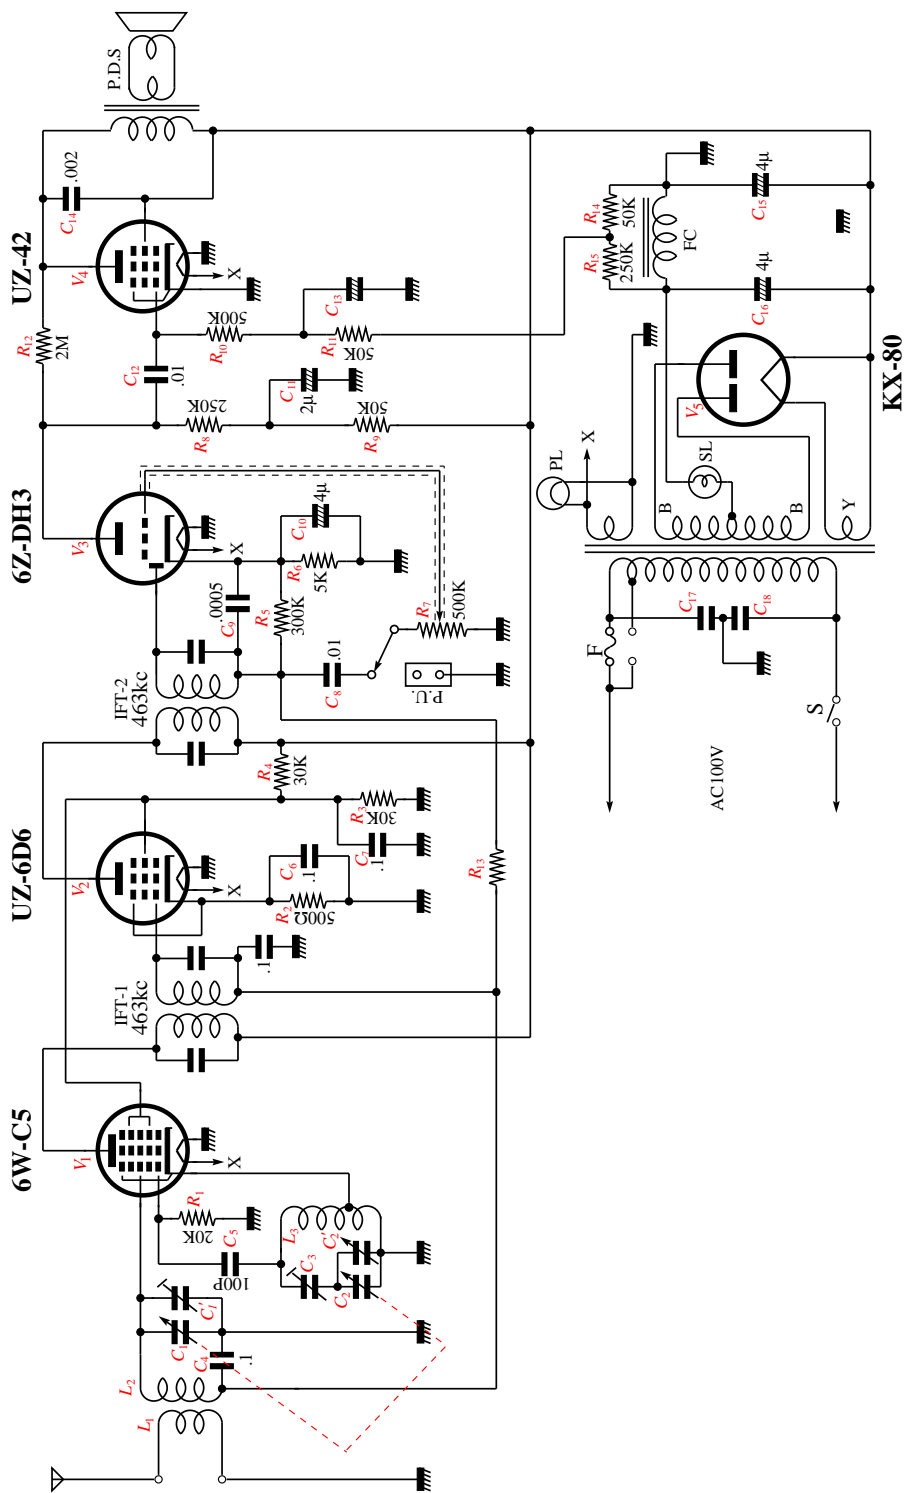 6W-C5
UZ-6D6
6Z-DH3
UZ-42
P.D.S
V1
V2
V3
V4
IFT-1
463kc
IFT-2
463kc
R12
2M
C14
.002
L1
L2
C1
C1'
C4
.1
R1
20K
C5
100P
L3
C3
C2
C2'
X
.1
X
R2
500Ω
C6
.1
C7
.1
R3
30K
R4
30K
R13
C9
.0005
X
R5
300K
R6
5K
C10
4μ
C8
.01
P.U.
R7
500K
C12
.01
R8
250K
C11
2μ
R9
50K
R10
500K
R11
50K
C13
X
AC100V
S
F
C17
C18
PL
X
B
B
Y
SL
V5
KX-80
R15
250K
R14
50K
FC
C16
4μ
C15
4μ